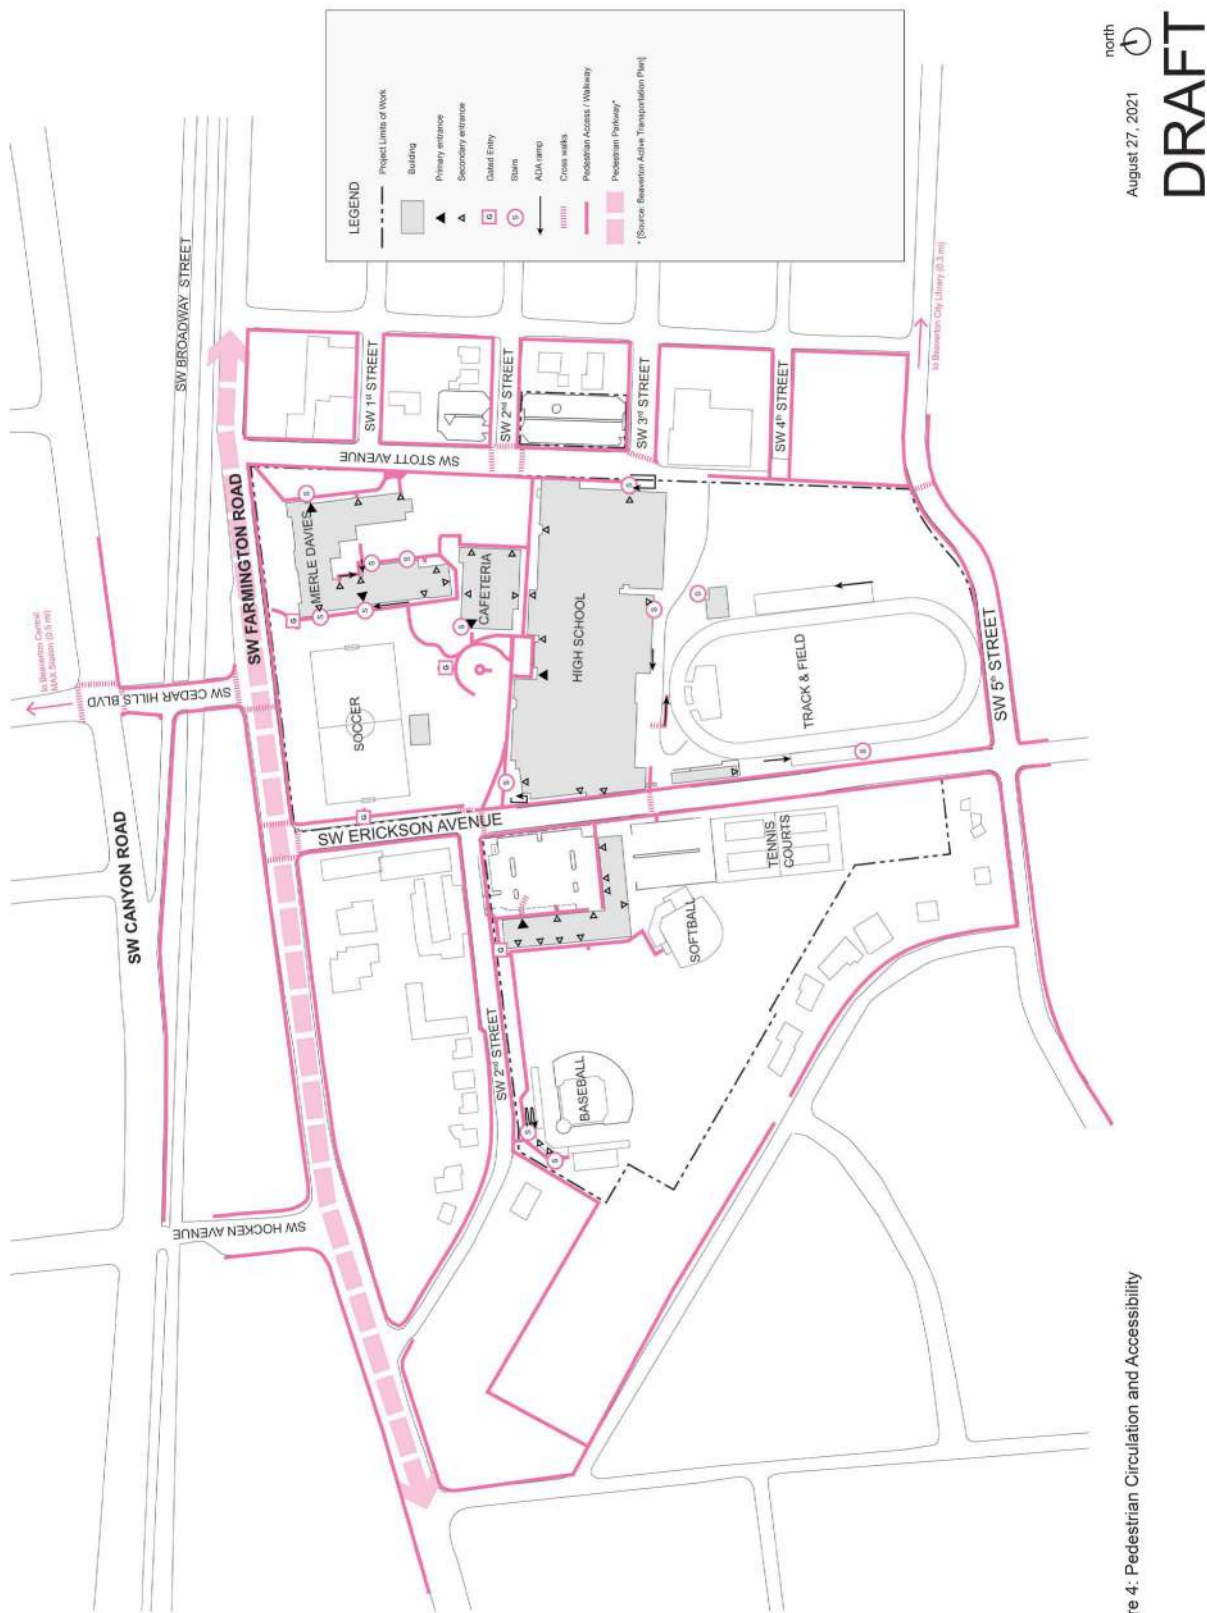 to Beaverton Central
MAX Station (0.5 mi)
SW CANYON ROAD
SW CEDAR HILLS BLVD
SW BROADWAY STREET
SW HOCKEN AVENUE
SW FARMINGTON ROAD
SW ERICKSON AVENUE
SW STOTT AVENUE
SW 1st STREET
SW 2nd STREET
SW 2nd STREET
SW 3rd STREET
SW 4th STREET
SW 5th STREET
to Beaverton City Library (0.3 mi)
MERLE DAVIES
CAFETERIA
SOCCER
HIGH SCHOOL
TRACK & FIELD
TENNIS
COURTS
SOFTBALL
BASEBALL
G
G
G
G
S
S
S
S
S
S
S
S
S
S
S
S
S
LEGEND
Project Limits of Work
Building
Primary entrance
Secondary entrance
G Gated Entry
S Stairs
ADA ramp
Cross walks
Pedestrian Access / Walkway
Pedestrian Parkway*
* [Source: Beaverton Active Transportation Plan]
re 4: Pedestrian Circulation and Accessibility
August 27, 2021
north
DRAFT